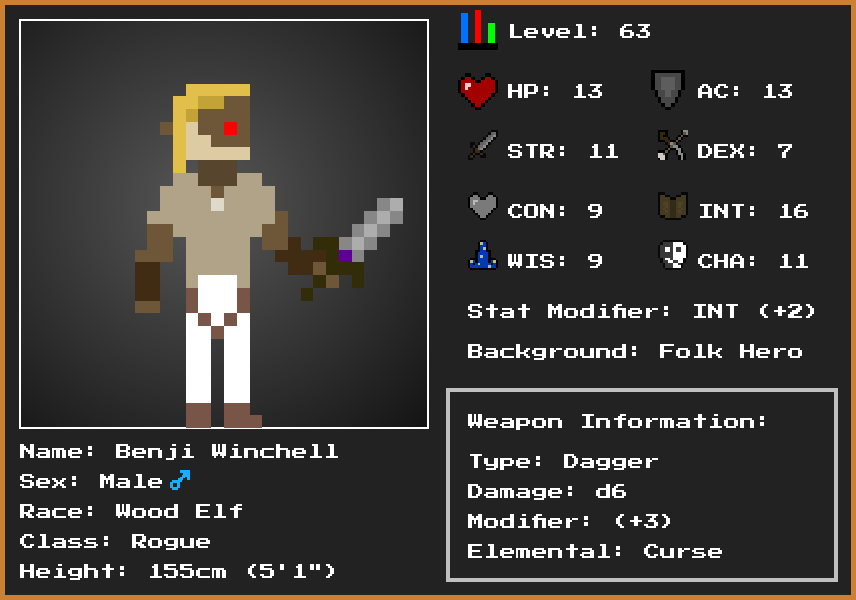 Level: 63
HP: 13
AC: 13
STR: 11
DEX: 7
CON: 9
INT: 16
WIS: 9
CHA: 11
Stat Modifier: INT (+2)
Background: Folk Hero
Weapon Information:
Type: Dagger
Damage: d6
Modifier: (+3)
Elemental: Curse
Name: Benji Winchell
Sex: Male♂
Race: Wood Elf
Class: Rogue
Height: 155cm (5'1")